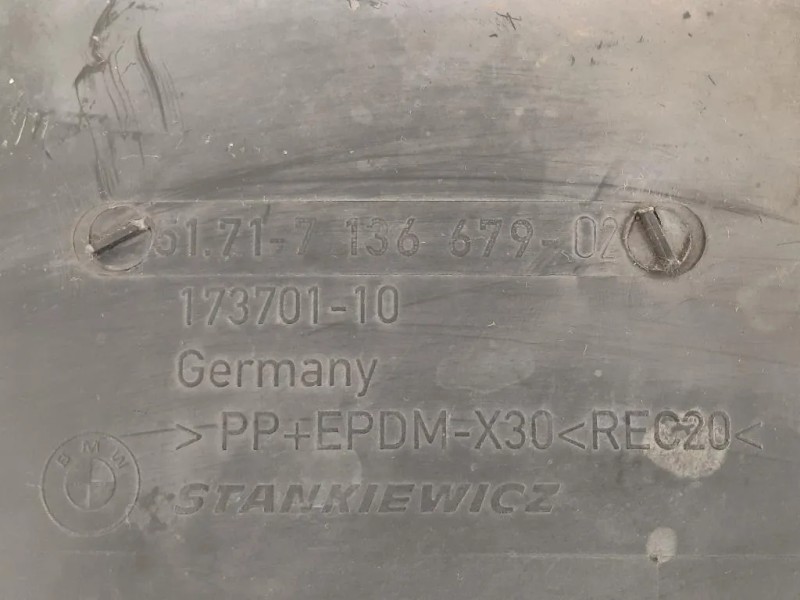 51.71-7 136 679-02
173701-10
Germany
>PP+EPDM-X30<REC20<
BMW
STANKIEWICZ